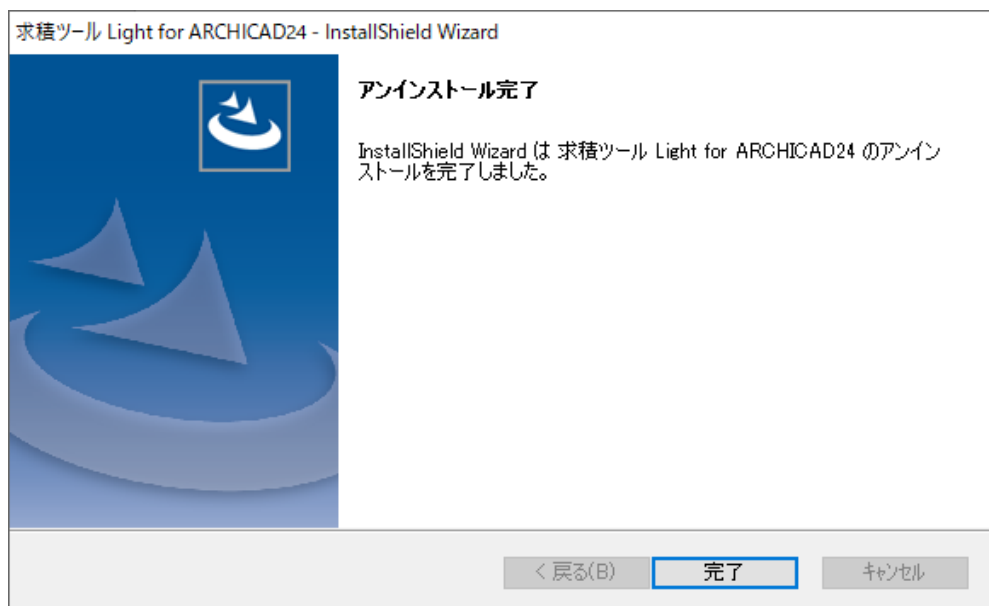 求積ツール Light for ARCHICAD24 - InstallShield Wizard
アンインストール完了
InstallShield Wizard は 求積ツール Light for ARCHICAD24 のアンイン
ストールを完了しました。
< 戻る(B)
完了
キャンセル